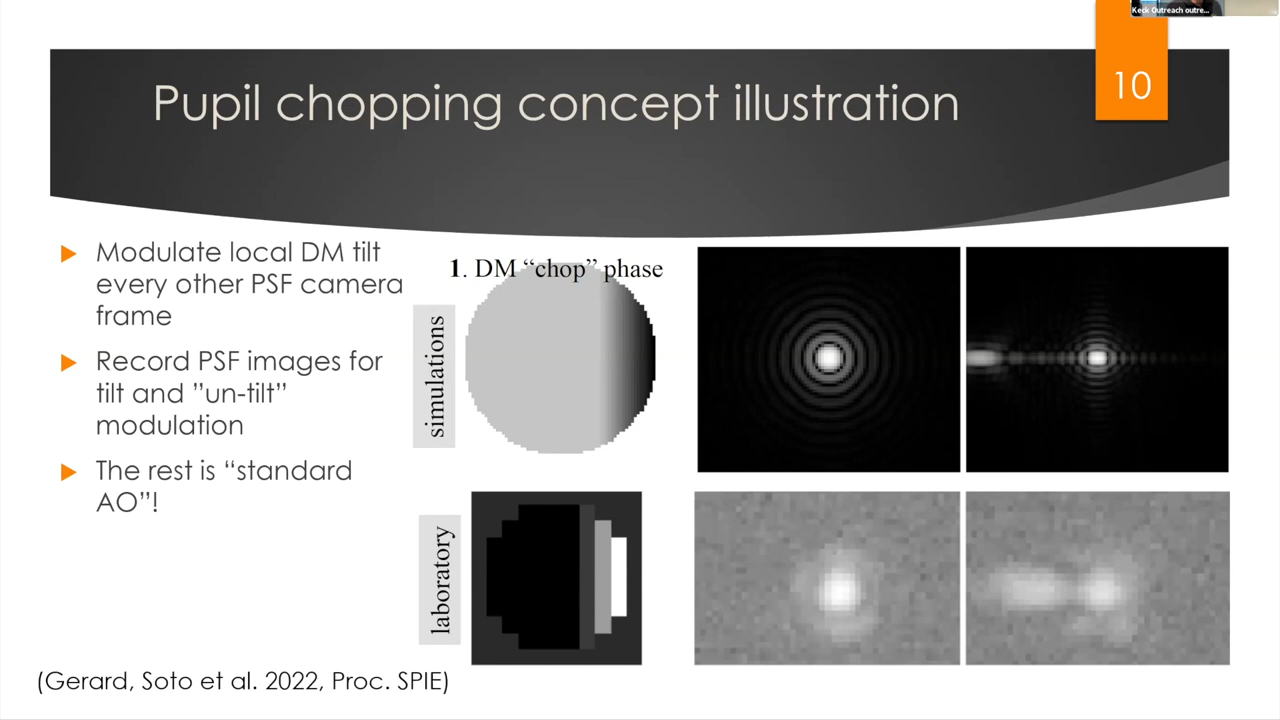 Keck Outreach outre...
10
Pupil chopping concept illustration
Modulate local DM tilt
every other PSF camera
frame
Record PSF images for
tilt and ”un-tilt”
modulation
The rest is “standard
AO”!
1. DM “chop” phase
simulations
laboratory
(Gerard, Soto et al. 2022, Proc. SPIE)